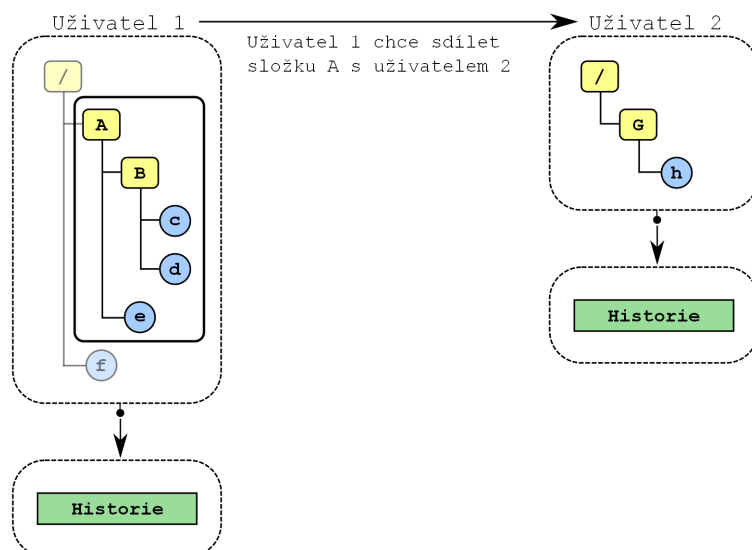 Uživatel 1
Uživatel 2
Uživatel 1 chce sdílet
složku A s uživatelem 2
/
A
B
c
d
e
f
Historie
/
G
h
Historie